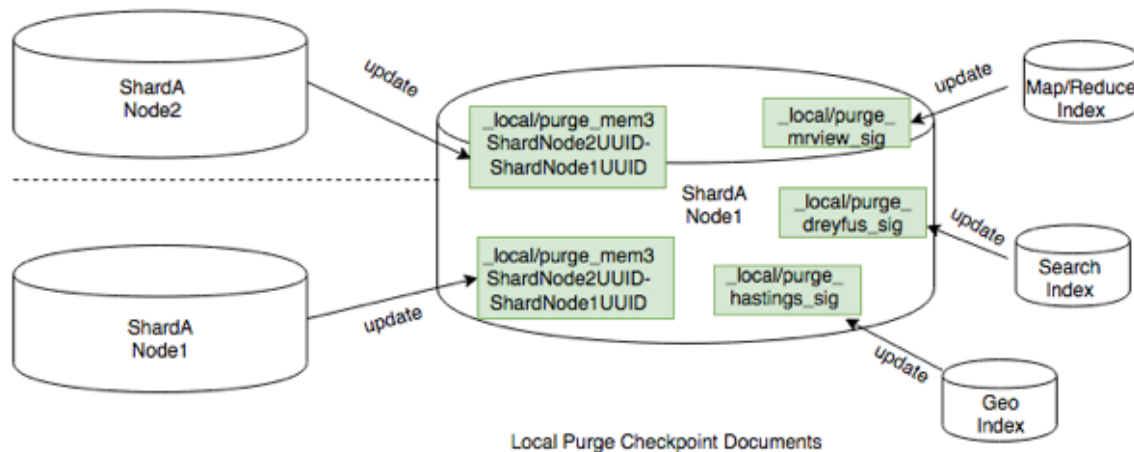 ShardA
Node2
update
_local/purge_mem3
ShardNode2UUID-
ShardNode1UUID
_local/purge_
mrview_sig
update
Map/Reduce
Index
ShardA
Node1
_local/purge_
dreyfus_sig
update
Search
Index
ShardA
Node1
update
_local/purge_mem3
ShardNode2UUID-
ShardNode1UUID
_local/purge_
hastings_sig
update
Geo
Index
Local Purge Checkpoint Documents